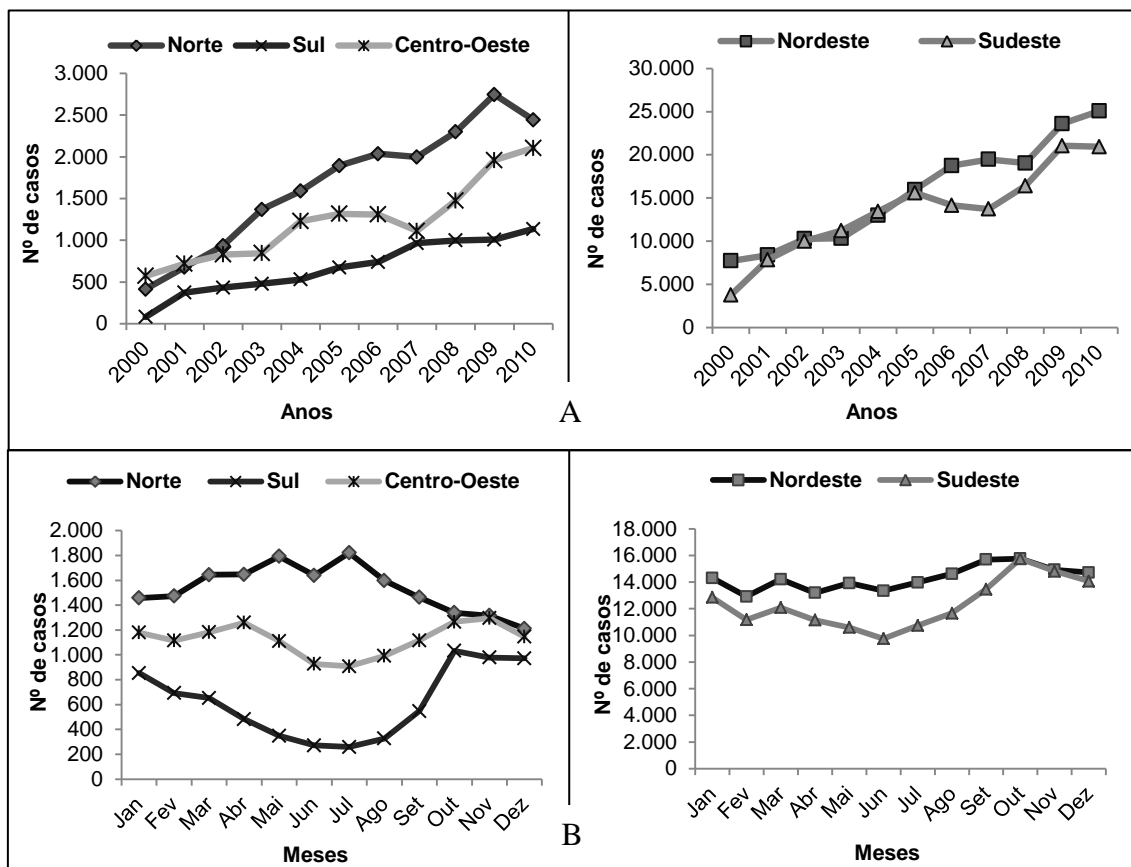 Norte Sul Centro-Oeste
Nº de casos
3.000
2.500
2.000
1.500
1.000
500
0
2000 2001 2002 2003 2004 2005 2006 2007 2008 2009 2010
Anos
Nordeste Sudeste
Nº de casos
30.000
25.000
20.000
15.000
10.000
5.000
0
2000 2001 2002 2003 2004 2005 2006 2007 2008 2009 2010
Anos
A
Norte Sul Centro-Oeste
Nº de casos
2.000
1.800
1.600
1.400
1.200
1.000
800
600
400
200
0
Jan Fev Mar Abr Mai Jun Jul Ago Set Out Nov Dez
Meses
Nordeste Sudeste
Nº de casos
18.000
16.000
14.000
12.000
10.000
8.000
6.000
4.000
2.000
0
Jan Fev Mar Abr Mai Jun Jul Ago Set Out Nov Dez
Meses
B